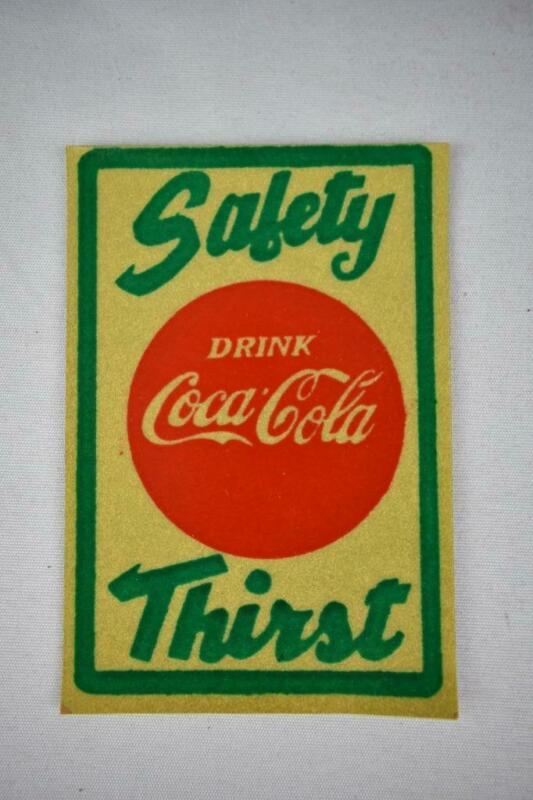 Safety
DRINK
Coca-Cola
Thirst